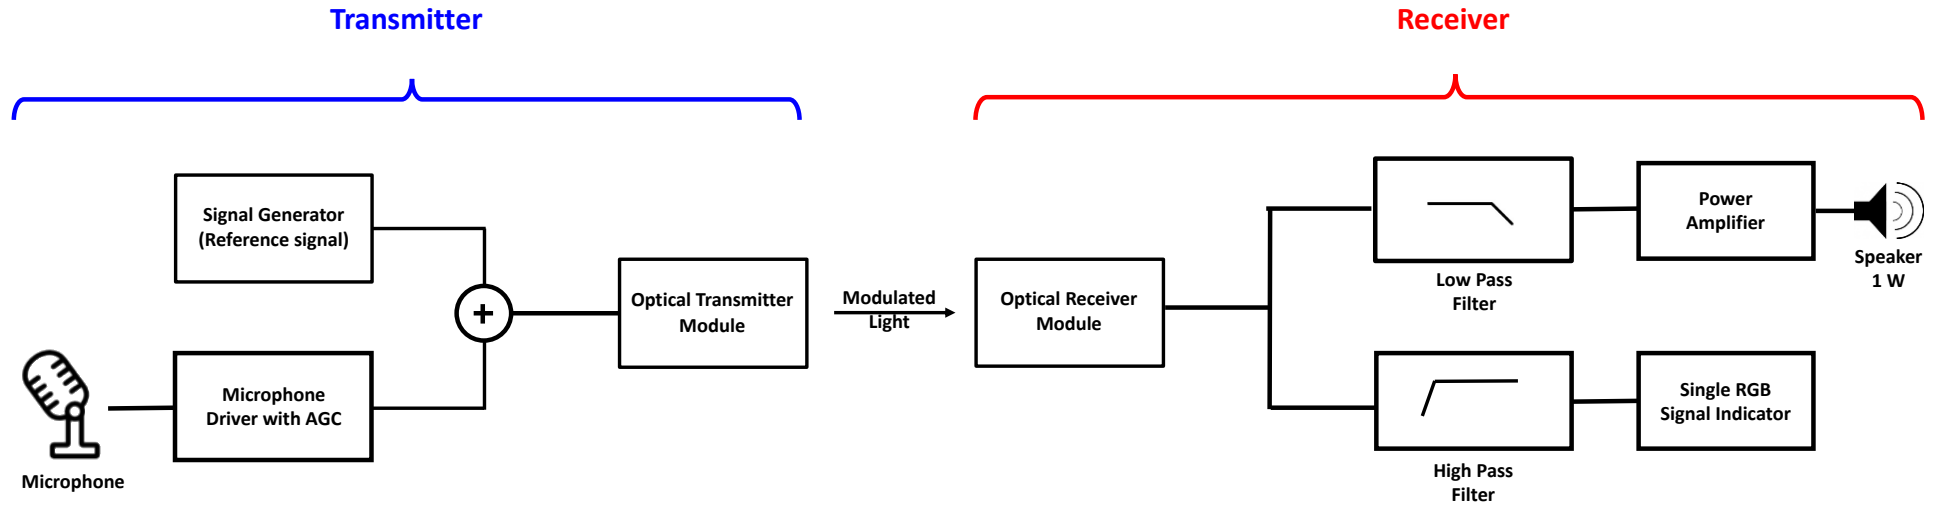 Transmitter
Receiver
Signal Generator
(Reference signal)
Microphone
Driver with AGC
Microphone
+
Optical Transmitter
Module
Modulated
Light
Optical Receiver
Module
Low Pass
Filter
Power
Amplifier
Speaker
1 W
High Pass
Filter
Single RGB
Signal Indicator